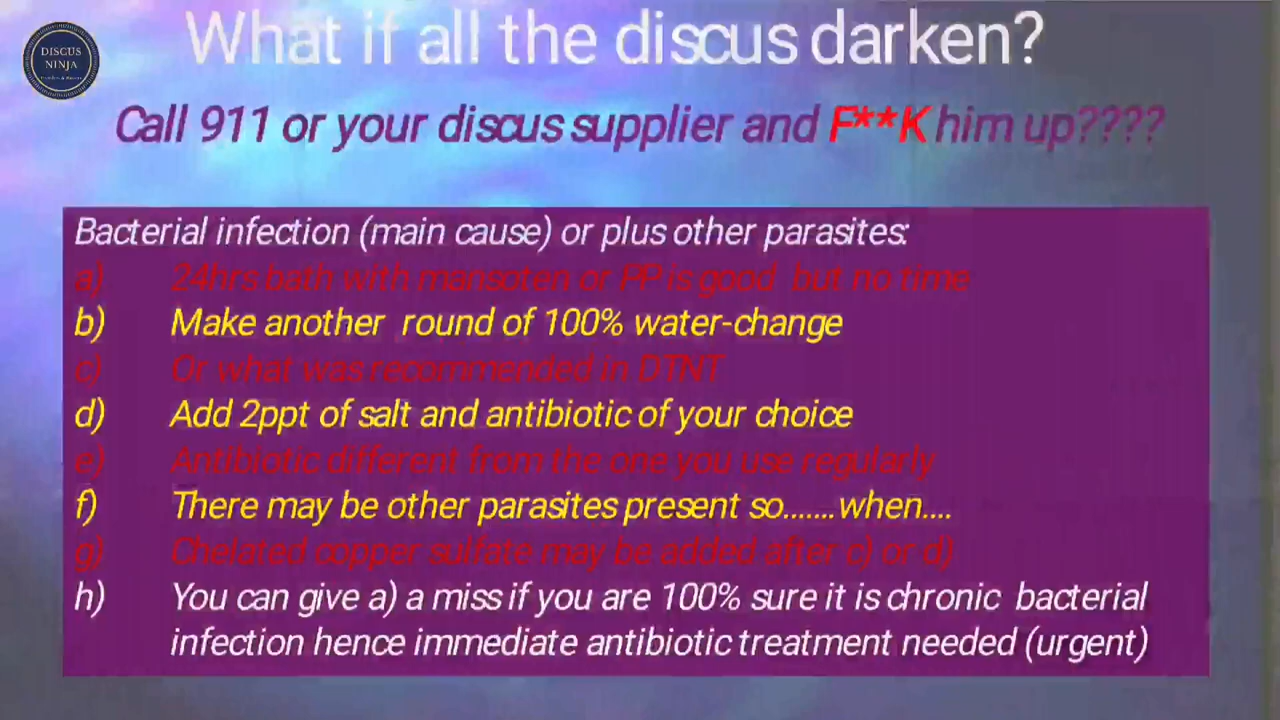 DISCUS
NINJA
What if all the discus darken?
Call 911 or your discus supplier and F**K him up????
Bacterial infection (main cause) or plus other parasites:
a) 24hrs bath with mansoten or PP is good but no time
b) Make another round of 100% water-change
c) Or what was recommended in DTNT
d) Add 2ppt of salt and antibiotic of your choice
e) Antibiotic different from the one you use regularly
f) There may be other parasites present so.......when....
g) Chelated copper sulfate may be added after c) or d)
h) You can give a) a miss if you are 100% sure it is chronic bacterial
infection hence immediate antibiotic treatment needed (urgent)